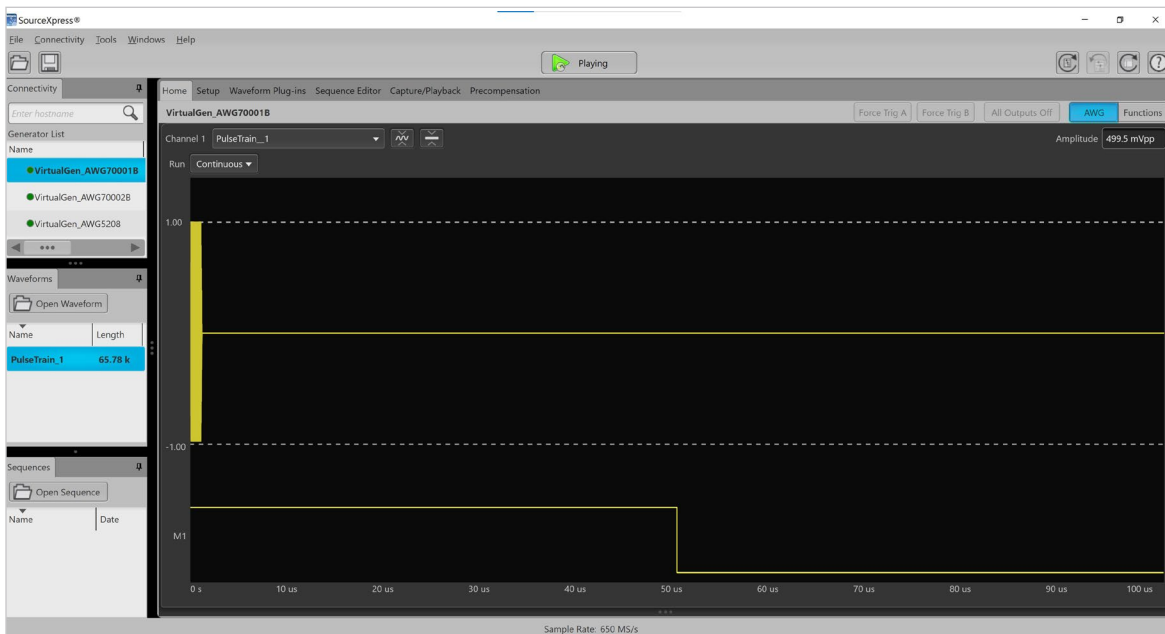 SourceXpress®
File Connectivity Tools Windows Help
Playing
Connectivity
Enter hostname
Generator List
Name
VirtualGen_AWG70001B
VirtualGen_AWG70002B
VirtualGen_AWG5208
Waveforms
Open Waveform
Name Length
PulseTrain_1 65.78 k
Sequences
Open Sequence
Name Date
Home Setup Waveform Plug-ins Sequence Editor Capture/Playback Precompensation
VirtualGen_AWG70001B Force Trig A Force Trig B All Outputs Off AWG Functions
Channel 1 PulseTrain_1 Amplitude 499.5 mVpp
Run Continuous
1.00
-1.00
M1
0 s 10 us 20 us 30 us 40 us 50 us 60 us 70 us 80 us 90 us 100 us
Sample Rate: 650 MS/s